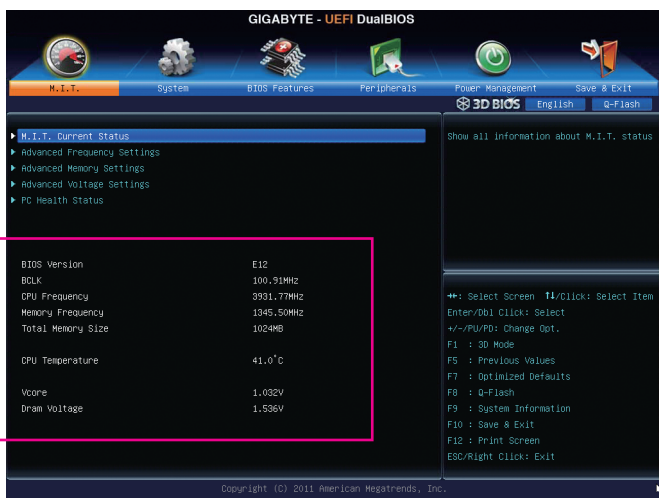 GIGABYTE - UEFI DualBIOS
M.I.T.
System
BIOS Features
Peripherals
Power Management
Save & Exit
3D BIOS
English
Q-Flash
M.I.T. Current Status
Advanced Frequency Settings
Advanced Memory Settings
Advanced Voltage Settings
PC Health Status
BIOS Version E12
BCLK 100.91MHz
CPU Frequency 3931.77MHz
Memory Frequency 1345.50MHz
Total Memory Size 1024MB
CPU Temperature 41.0°C
Vcore 1.032V
Dram Voltage 1.536V
Show all information about M.I.T. status
→←: Select Screen ↑↓/Click: Select Item
Enter/Dbl Click: Select
+/-/PU/PD: Change Opt.
F1 : 3D Mode
F5 : Previous Values
F7 : Optimized Defaults
F8 : Q-Flash
F9 : System Information
F10 : Save & Exit
F12 : Print Screen
ESC/Right Click: Exit
Copyright (C) 2011 American Megatrends, Inc.